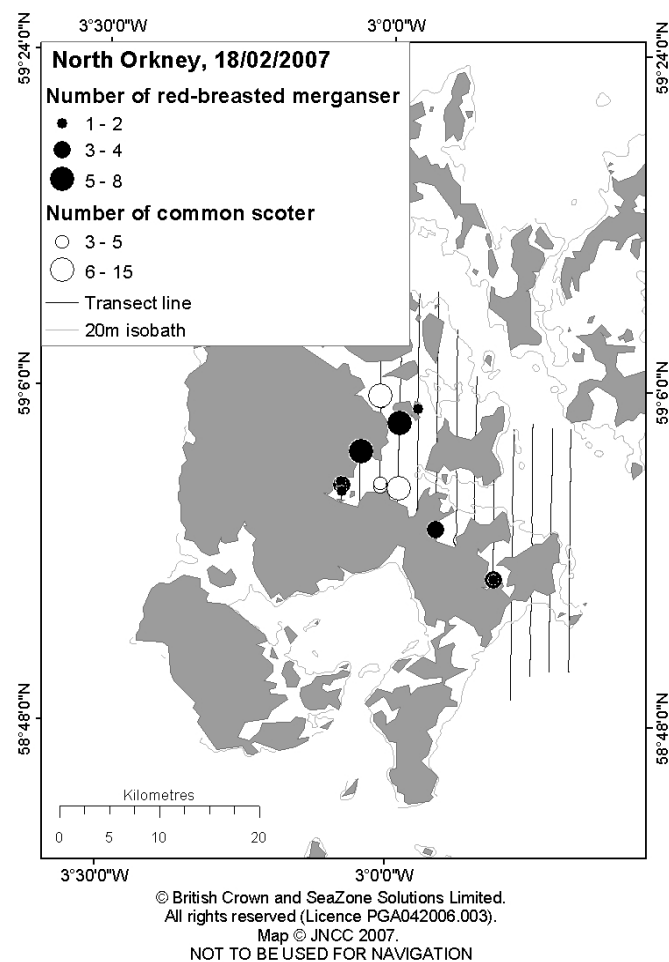 3°30'0"W 3°0'0"W
59°24'0"N 59°24'0"N
North Orkney, 18/02/2007
Number of red-breasted merganser
1 - 2
3 - 4
5 - 8
Number of common scoter
3 - 5
6 - 15
Transect line
20m isobath
59°6'0"N 59°6'0"N
58°48'0"N 58°48'0"N
Kilometres
0 5 10 20
3°30'0"W 3°0'0"W
© British Crown and SeaZone Solutions Limited.
All rights reserved (Licence PGA042006.003).
Map © JNCC 2007.
NOT TO BE USED FOR NAVIGATION